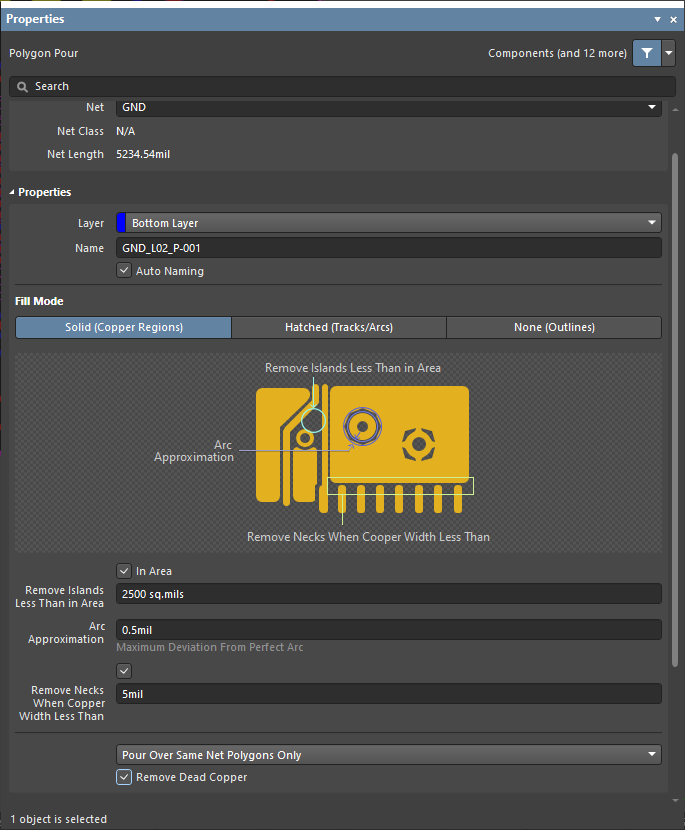 Properties
Polygon Pour
Components (and 12 more)
Search
Net GND
Net Class N/A
Net Length 5234.54mil
Properties
Layer Bottom Layer
Name GND_L02_P-001
Auto Naming
Fill Mode
Solid (Copper Regions) Hatched (Tracks/Arcs) None (Outlines)
Remove Islands Less Than in Area
Arc
Approximation
Remove Necks When Cooper Width Less Than
In Area
Remove Islands
Less Than in Area
2500 sq.mils
Arc
Approximation
0.5mil
Maximum Deviation From Perfect Arc
Remove Necks
When Copper
Width Less Than
5mil
Pour Over Same Net Polygons Only
Remove Dead Copper
1 object is selected